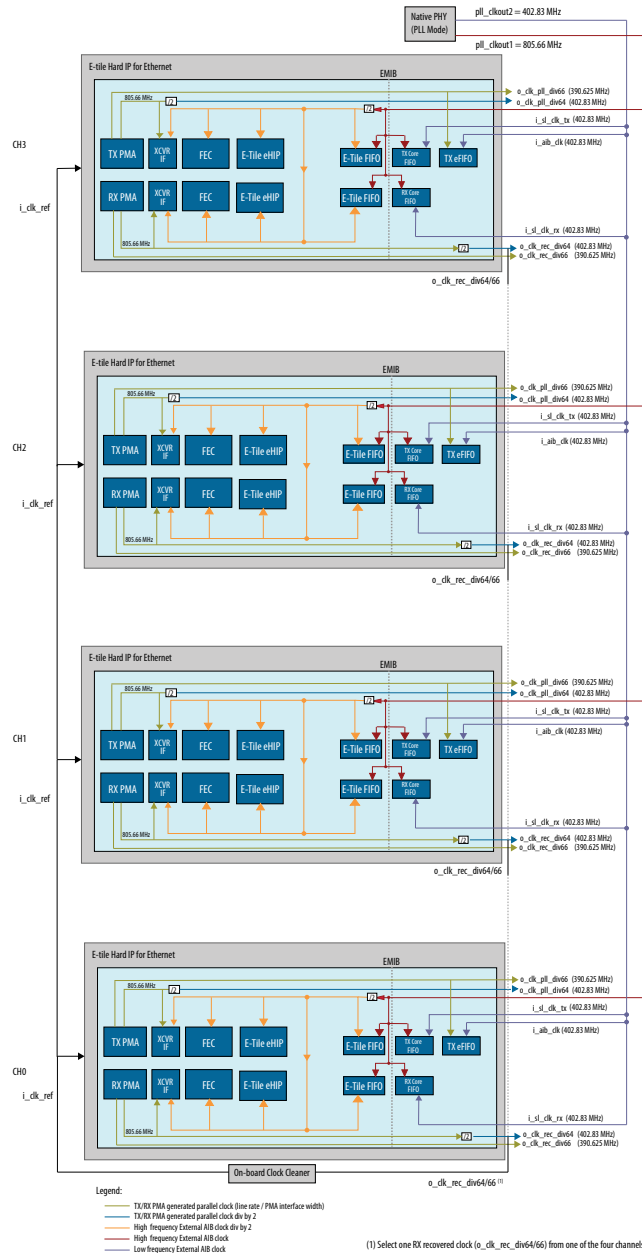 Native PHY
(PLL Mode)
pll_clkout2 = 402.83 MHz
pll_clkout1 = 805.66 MHz
E-tile Hard IP for Ethernet
EMIB
805.66 MHz
/2
/2
o_clk_pll_div66 (390.625 MHz)
o_clk_pll_div64 (402.83 MHz)
i_sl_clk_tx (402.83 MHz)
i_aib_clk (402.83 MHz)
CH3
i_clk_ref
TX PMA
XCVR
IF
FEC
E-Tile eHIP
E-Tile FIFO
TX Core
FIFO
TX eFIFO
RX PMA
XCVR
IF
FEC
E-Tile eHIP
E-Tile FIFO
RX Core
FIFO
i_sl_clk_rx (402.83 MHz)
805.66 MHz
/2
o_clk_rec_div64 (402.83 MHz)
o_clk_rec_div66 (390.625 MHz)
o_clk_rec_div64/66
E-tile Hard IP for Ethernet
EMIB
805.66 MHz
/2
/2
o_clk_pll_div66 (390.625 MHz)
o_clk_pll_div64 (402.83 MHz)
i_sl_clk_tx (402.83 MHz)
i_aib_clk (402.83 MHz)
CH2
i_clk_ref
TX PMA
XCVR
IF
FEC
E-Tile eHIP
E-Tile FIFO
TX Core
FIFO
TX eFIFO
RX PMA
XCVR
IF
FEC
E-Tile eHIP
E-Tile FIFO
RX Core
FIFO
i_sl_clk_rx (402.83 MHz)
805.66 MHz
/2
o_clk_rec_div64 (402.83 MHz)
o_clk_rec_div66 (390.625 MHz)
o_clk_rec_div64/66
E-tile Hard IP for Ethernet
EMIB
805.66 MHz
/2
/2
o_clk_pll_div66 (390.625 MHz)
o_clk_pll_div64 (402.83 MHz)
i_sl_clk_tx (402.83 MHz)
i_aib_clk (402.83 MHz)
CH1
i_clk_ref
TX PMA
XCVR
IF
FEC
E-Tile eHIP
E-Tile FIFO
TX Core
FIFO
TX eFIFO
RX PMA
XCVR
IF
FEC
E-Tile eHIP
E-Tile FIFO
RX Core
FIFO
i_sl_clk_rx (402.83 MHz)
805.66 MHz
/2
o_clk_rec_div64 (402.83 MHz)
o_clk_rec_div66 (390.625 MHz)
o_clk_rec_div64/66
E-tile Hard IP for Ethernet
EMIB
805.66 MHz
/2
/2
o_clk_pll_div66 (390.625 MHz)
o_clk_pll_div64 (402.83 MHz)
i_sl_clk_tx (402.83 MHz)
i_aib_clk (402.83 MHz)
CH0
i_clk_ref
TX PMA
XCVR
IF
FEC
E-Tile eHIP
E-Tile FIFO
TX Core
FIFO
TX eFIFO
RX PMA
XCVR
IF
FEC
E-Tile eHIP
E-Tile FIFO
RX Core
FIFO
i_sl_clk_rx (402.83 MHz)
805.66 MHz
/2
o_clk_rec_div64 (402.83 MHz)
o_clk_rec_div66 (390.625 MHz)
On-board Clock Cleaner
o_clk_rec_div64/66 (1)
Legend:
TX/RX PMA generated parallel clock (line rate / PMA interface width)
TX/RX PMA generated parallel clock div by 2
High frequency External AIB clock div by 2
High frequency External AIB clock
Low frequency External AIB clock
(1) Select one RX recovered clock (o_clk_rec_div64/66) from one of the four channels